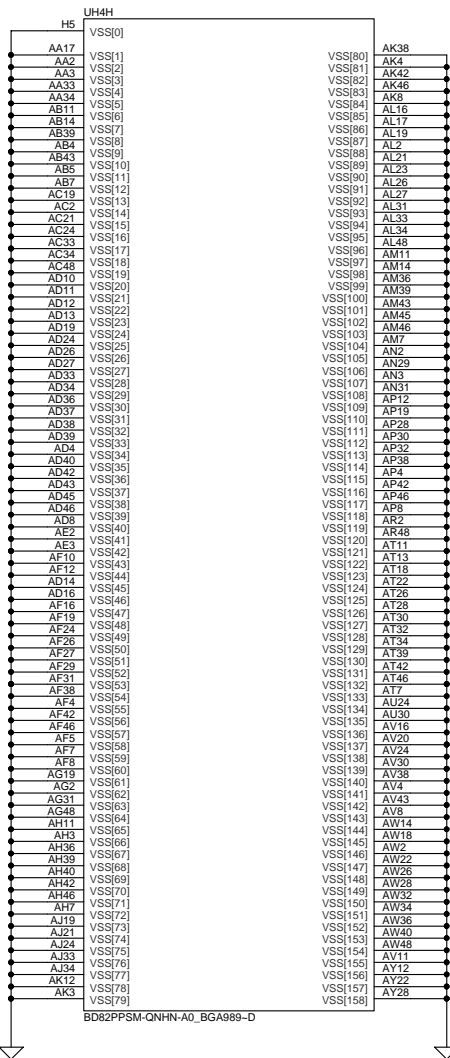 UH4H
H5 VSS[0]
AA17 VSS[1] VSS[80] AK38
AA2 VSS[2] VSS[81] AK4
AA3 VSS[3] VSS[82] AK42
AA33 VSS[4] VSS[83] AK46
AA34 VSS[5] VSS[84] AK8
AB11 VSS[6] VSS[85] AL16
AB14 VSS[7] VSS[86] AL17
AB39 VSS[8] VSS[87] AL19
AB4 VSS[9] VSS[88] AL2
AB43 VSS[10] VSS[89] AL21
AB5 VSS[11] VSS[90] AL23
AB7 VSS[12] VSS[91] AL26
AC19 VSS[13] VSS[92] AL27
AC2 VSS[14] VSS[93] AL31
AC21 VSS[15] VSS[94] AL33
AC24 VSS[16] VSS[95] AL34
AC33 VSS[17] VSS[96] AL48
AC34 VSS[18] VSS[97] AM11
AC48 VSS[19] VSS[98] AM14
AD10 VSS[20] VSS[99] AM36
AD11 VSS[21] VSS[100] AM39
AD12 VSS[22] VSS[101] AM43
AD13 VSS[23] VSS[102] AM45
AD19 VSS[24] VSS[103] AM46
AD24 VSS[25] VSS[104] AM7
AD26 VSS[26] VSS[105] AN2
AD27 VSS[27] VSS[106] AN29
AD33 VSS[28] VSS[107] AN3
AD34 VSS[29] VSS[108] AN31
AD36 VSS[30] VSS[109] AP12
AD37 VSS[31] VSS[110] AP19
AD38 VSS[32] VSS[111] AP28
AD39 VSS[33] VSS[112] AP30
AD4 VSS[34] VSS[113] AP32
AD40 VSS[35] VSS[114] AP38
AD42 VSS[36] VSS[115] AP4
AD43 VSS[37] VSS[116] AP42
AD45 VSS[38] VSS[117] AP46
AD46 VSS[39] VSS[118] AP8
AD8 VSS[40] VSS[119] AR2
AE2 VSS[41] VSS[120] AR48
AE3 VSS[42] VSS[121] AT11
AF10 VSS[43] VSS[122] AT13
AF12 VSS[44] VSS[123] AT18
AD14 VSS[45] VSS[124] AT22
AD16 VSS[46] VSS[125] AT26
AF16 VSS[47] VSS[126] AT28
AF19 VSS[48] VSS[127] AT30
AF24 VSS[49] VSS[128] AT32
AF26 VSS[50] VSS[129] AT34
AF27 VSS[51] VSS[130] AT39
AF29 VSS[52] VSS[131] AT42
AF31 VSS[53] VSS[132] AT46
AF38 VSS[54] VSS[133] AT7
AF4 VSS[55] VSS[134] AU24
AF42 VSS[56] VSS[135] AU30
AF46 VSS[57] VSS[136] AV16
AF5 VSS[58] VSS[137] AV20
AF7 VSS[59] VSS[138] AV24
AF8 VSS[60] VSS[139] AV30
AG19 VSS[61] VSS[140] AV38
AG2 VSS[62] VSS[141] AV4
AG31 VSS[63] VSS[142] AV43
AG48 VSS[64] VSS[143] AV8
AH11 VSS[65] VSS[144] AW14
AH3 VSS[66] VSS[145] AW18
AH36 VSS[67] VSS[146] AW2
AH39 VSS[68] VSS[147] AW22
AH40 VSS[69] VSS[148] AW26
AH42 VSS[70] VSS[149] AW28
AH46 VSS[71] VSS[150] AW32
AH7 VSS[72] VSS[151] AW34
AJ19 VSS[73] VSS[152] AW36
AJ21 VSS[74] VSS[153] AW40
AJ24 VSS[75] VSS[154] AW48
AJ33 VSS[76] VSS[155] AV11
AJ34 VSS[77] VSS[156] AY12
AK12 VSS[78] VSS[157] AY22
AK3 VSS[79] VSS[158] AY28
BD82PPSM-QNHN-A0_BGA989~D